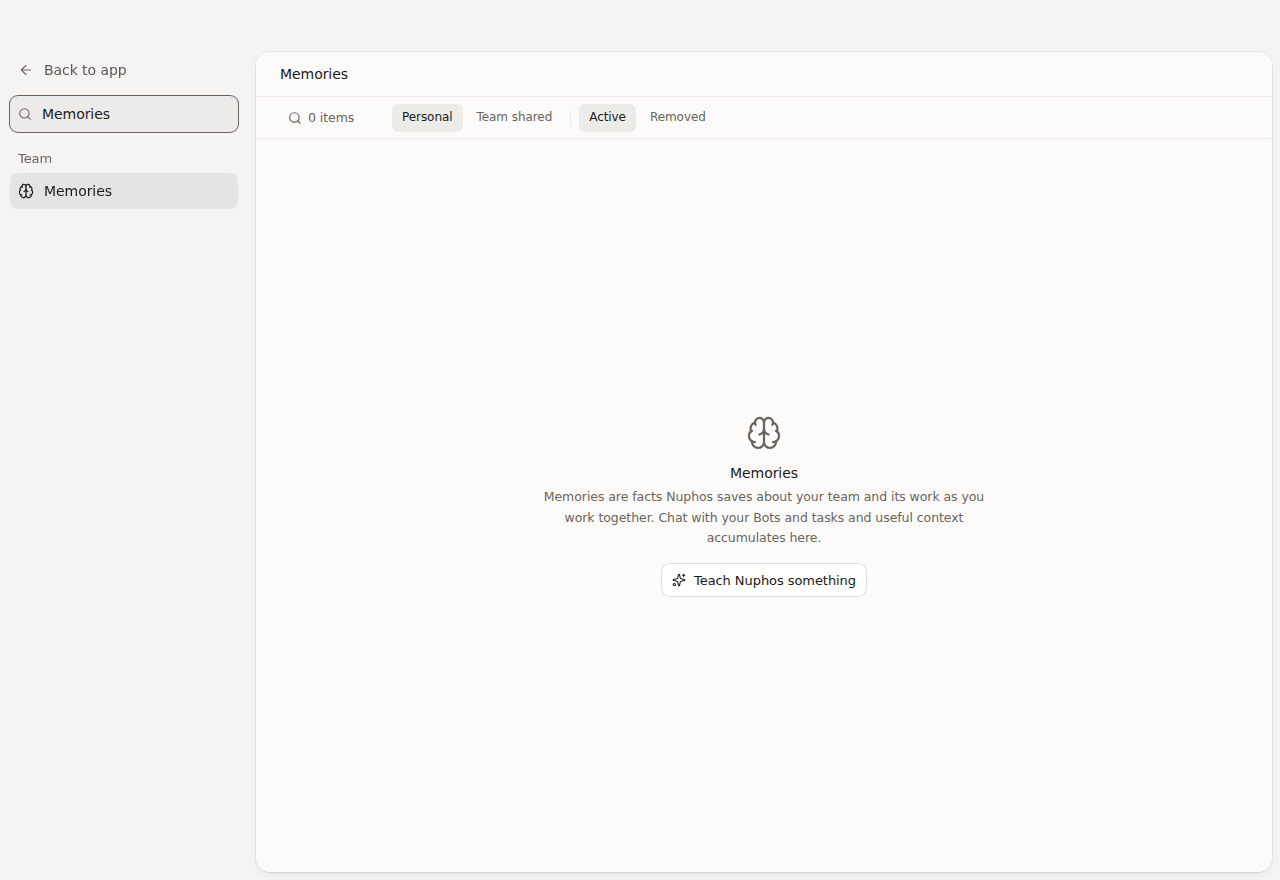 Back to app
Memories
Team
Memories
Memories
0 items
Personal
Team shared
Active
Removed
Memories
Memories are facts Nuphos saves about your team and its work as you
work together. Chat with your Bots and tasks and useful context
accumulates here.
Teach Nuphos something